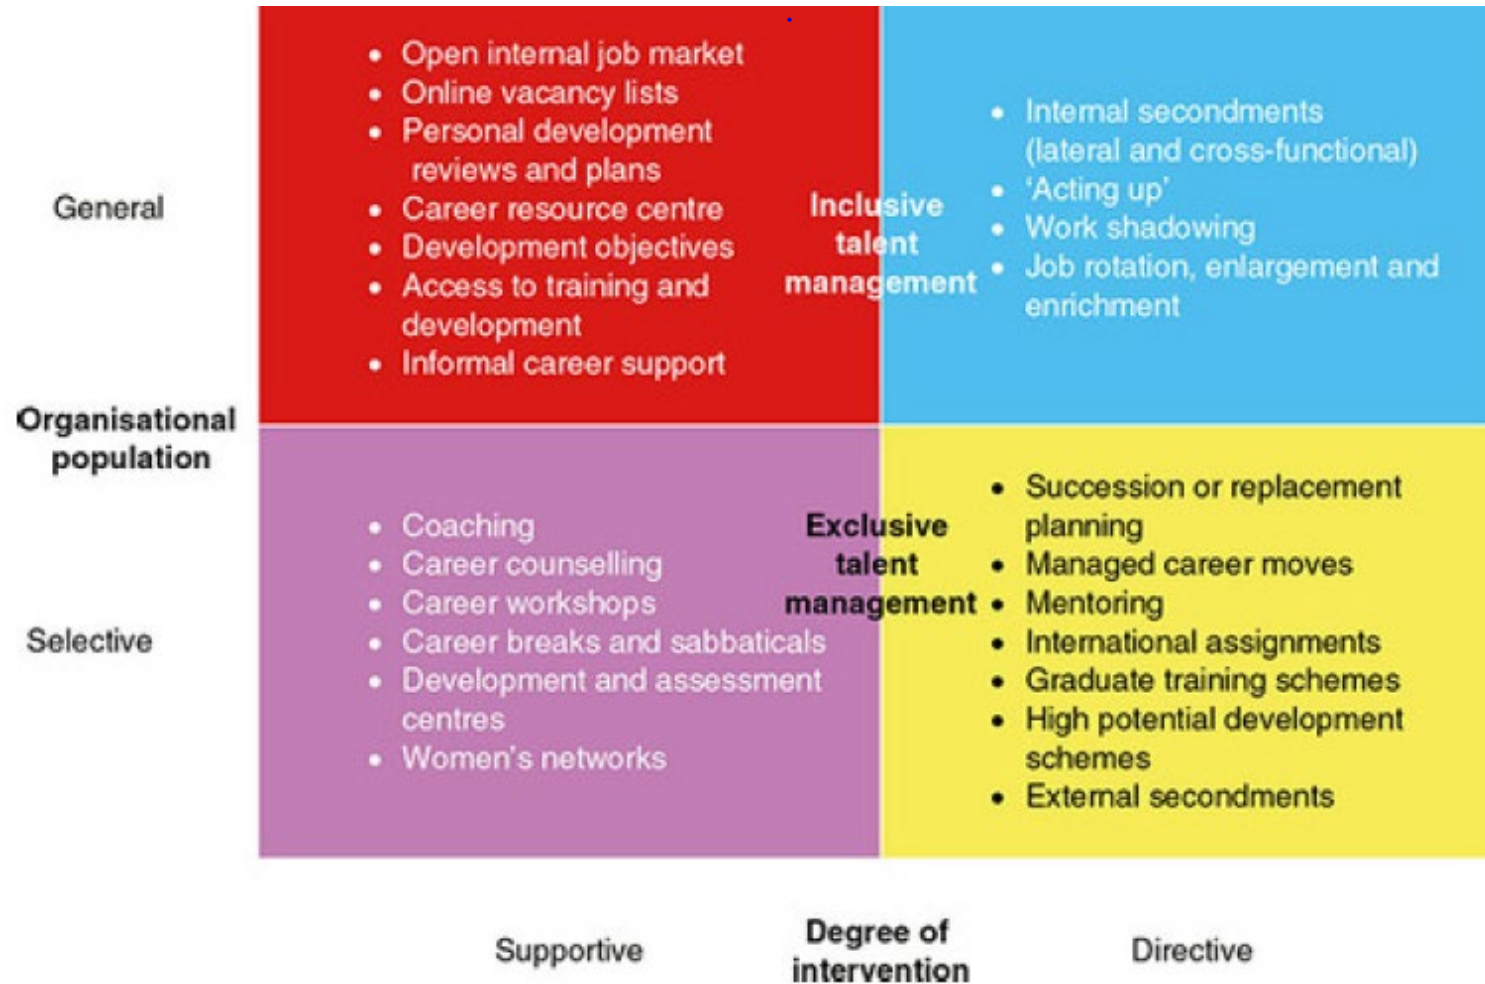 • Open internal job market
• Online vacancy lists
• Personal development
reviews and plans
• Career resource centre
• Development objectives
• Access to training and
development
• Informal career support
• Internal secondments
(lateral and cross-functional)
• ‘Acting up’
• Work shadowing
• Job rotation, enlargement and
enrichment
General
Inclusive
talent
management
Organisational
population
• Coaching
• Career counselling
• Career workshops
• Career breaks and sabbaticals
• Development and assessment
centres
• Women's networks
Exclusive
talent
management
• Succession or replacement
planning
• Managed career moves
• Mentoring
• International assignments
• Graduate training schemes
• High potential development
schemes
• External secondments
Selective
Supportive
Degree of
intervention
Directive